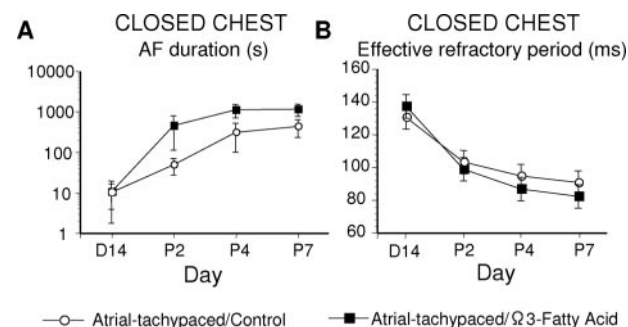 A CLOSED CHEST
AF duration (s)
10000
1000
100
10
1
D14 P2 P4 P7
Day
B CLOSED CHEST
Effective refractory period (ms)
160
140
120
100
80
60
D14 P2 P4 P7
Day
Atrial-tachypaced/Control
Atrial-tachypaced/Ω3-Fatty Acid